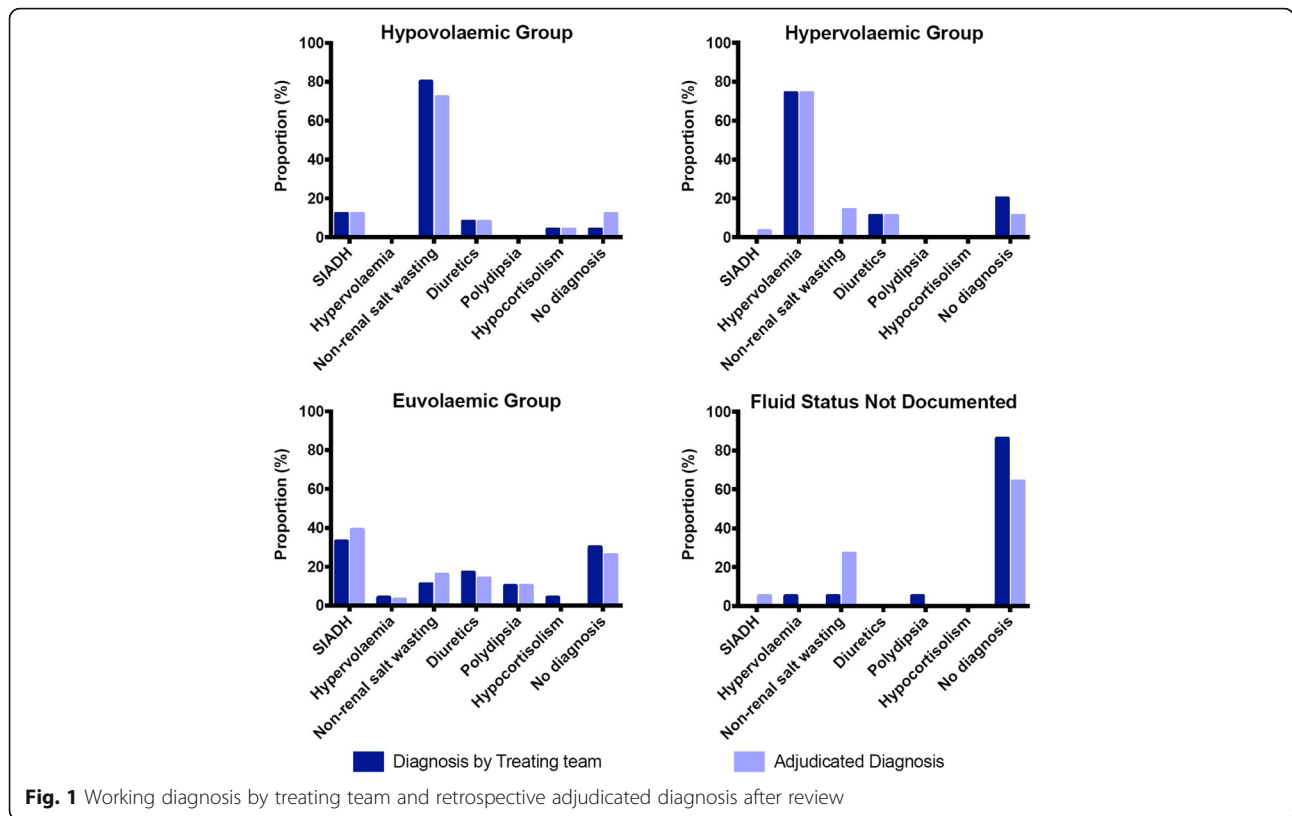 Hypovolaemic Group
Proportion (%)
100
80
60
40
20
0
SIADH
Hypervolaemia
Non-renal salt wasting
Diuretics
Polydipsia
Hypocortisolism
No diagnosis
Hypervolaemic Group
Proportion (%)
100
80
60
40
20
0
SIADH
Hypervolaemia
Non-renal salt wasting
Diuretics
Polydipsia
Hypocortisolism
No diagnosis
Euvolaemic Group
Proportion (%)
100
80
60
40
20
0
SIADH
Hypervolaemia
Non-renal salt wasting
Diuretics
Polydipsia
Hypocortisolism
No diagnosis
Fluid Status Not Documented
Proportion (%)
100
80
60
40
20
0
SIADH
Hypervolaemia
Non-renal salt wasting
Diuretics
Polydipsia
Hypocortisolism
No diagnosis
Diagnosis by Treating team
Adjudicated Diagnosis
Fig. 1 Working diagnosis by treating team and retrospective adjudicated diagnosis after review